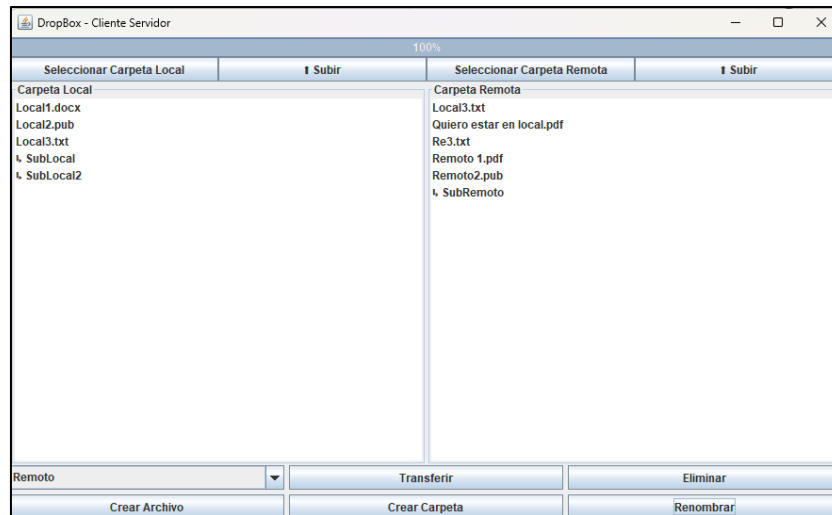 DropBox - Cliente Servidor
100%
Seleccionar Carpeta Local
⬆ Subir
Seleccionar Carpeta Remota
⬆ Subir
Carpeta Local
Local1.docx
Local2.pub
Local3.txt
↳ SubLocal
↳ SubLocal2
Carpeta Remota
Local3.txt
Quiero estar en local.pdf
Re3.txt
Remoto 1.pdf
Remoto2.pub
↳ SubRemoto
Remoto
Transferir
Eliminar
Crear Archivo
Crear Carpeta
Renombrar